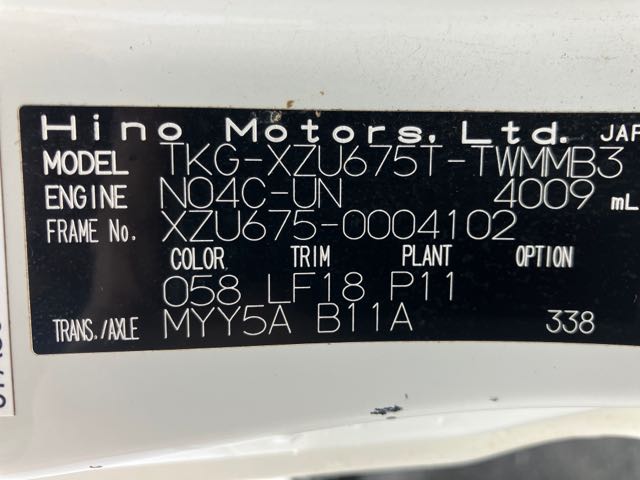 Hino Motors, Ltd. JAP
MODEL TKG-XZU675T-TWMMB3
ENGINE N04C-UN 4009 mL
FRAME No. XZU675-0004102
COLOR TRIM PLANT OPTION
058 LF18 P11
TRANS./AXLE MYY5A B11A 338